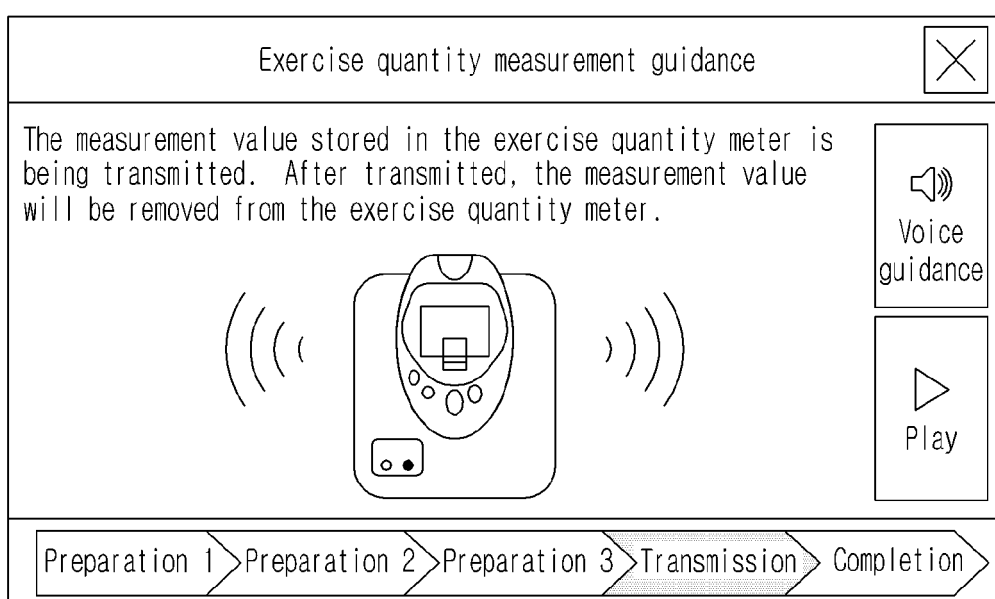 Exercise quantity measurement guidance
The measurement value stored in the exercise quantity meter is
being transmitted. After transmitted, the measurement value
will be removed from the exercise quantity meter.
Voice
guidance
Play
Preparation 1 Preparation 2 Preparation 3 Transmission Completion